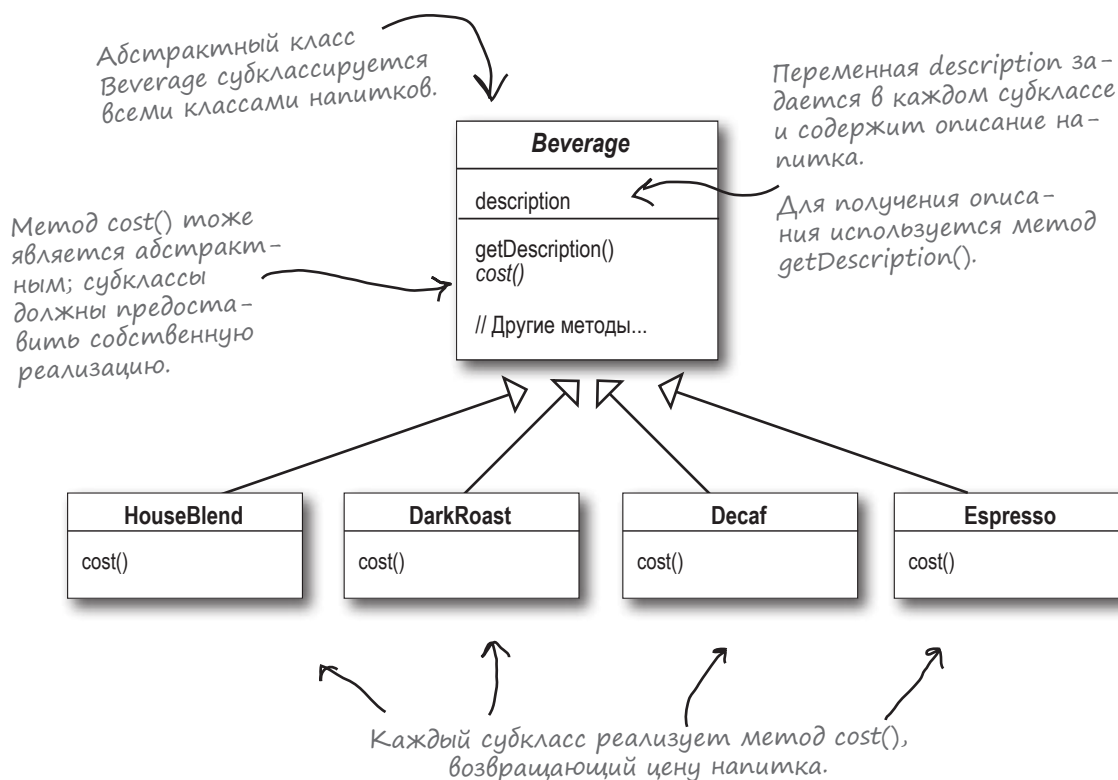 Абстрактный класс
Beverage субклассируется
всеми классами напитков.
Переменная description за-
дается в каждом субклассе
и содержит описание на-
питка.
Для получения описа-
ния используется метод
getDescription().
Метод cost() тоже
является абстракт-
ным; субклассы
должны предоста-
вить собственную
реализацию.
Beverage
description
getDescription()
cost()
// Другие методы...
HouseBlend
cost()
DarkRoast
cost()
Decaf
cost()
Espresso
cost()
Каждый субкласс реализует метод cost(),
возвращающий цену напитка.